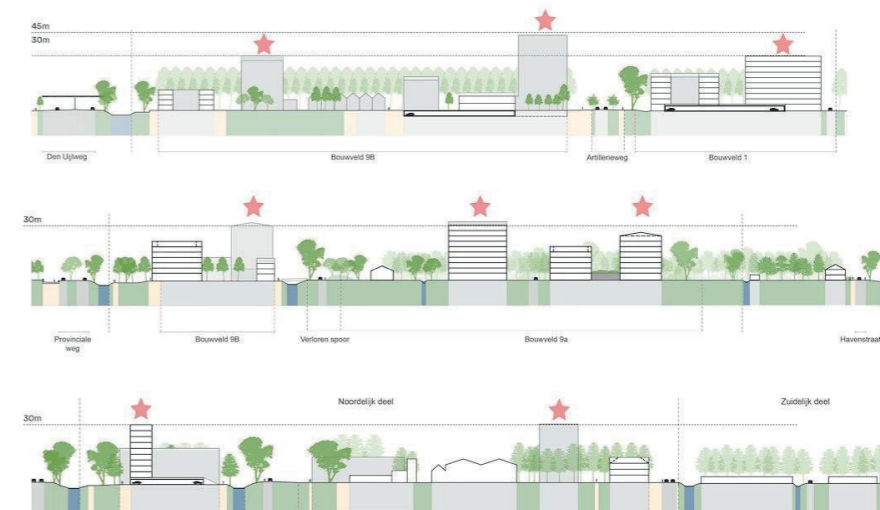 45m
30m
Den Uijlweg
Bouwveld 9B
Artillerieweg
Bouwveld 1
30m
Provinciale
weg
Bouwveld 9B
Verloren spoor
Bouwveld 9a
Havenstraat
Noordelijk deel
Zuidelijk deel
30m